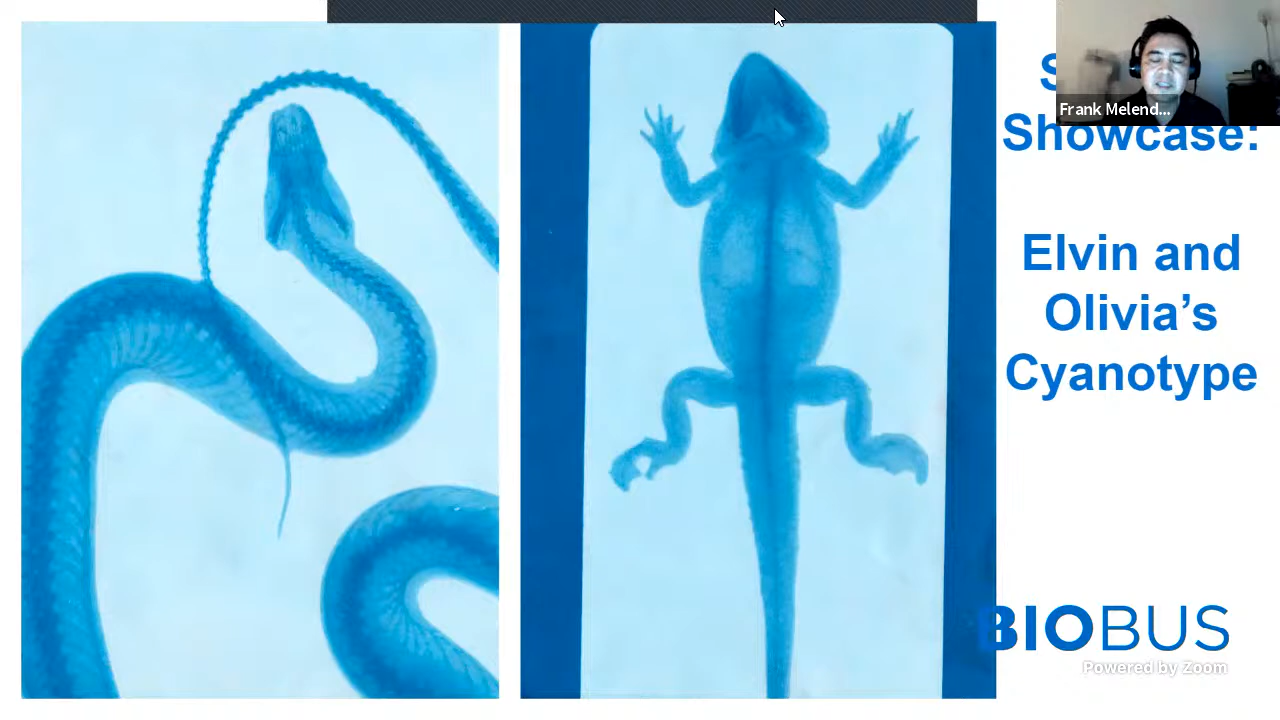 Showcase:
Elvin and
Olivia’s
Cyanotype
Frank Melend...
BIOBUS
Powered by Zoom